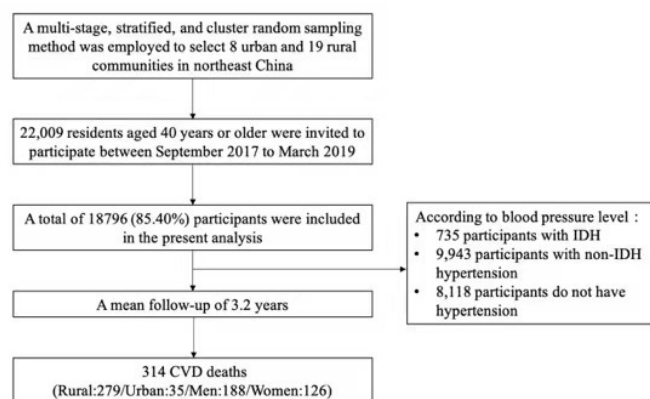 A multi-stage, stratified, and cluster random sampling
method was employed to select 8 urban and 19 rural
communities in northeast China
22,009 residents aged 40 years or older were invited to
participate between September 2017 to March 2019
A total of 18796 (85.40%) participants were included
in the present analysis
According to blood pressure level：
• 735 participants with IDH
• 9,943 participants with non-IDH
hypertension
• 8,118 participants do not have
hypertension
A mean follow-up of 3.2 years
314 CVD deaths
(Rural:279/Urban:35/Men:188/Women:126)